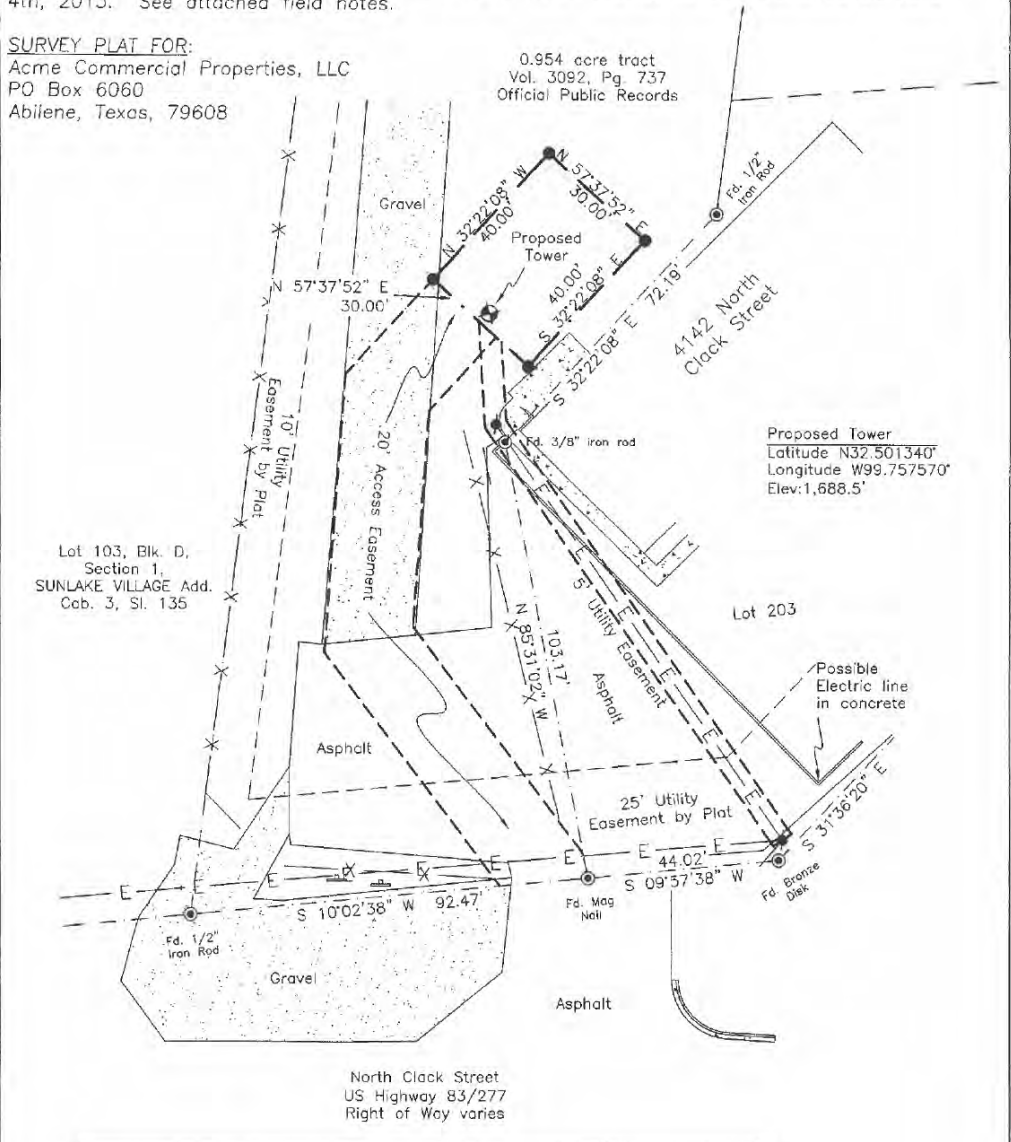 4th, 2015. See attached field notes.
SURVEY PLAT FOR:
Acme Commercial Properties, LLC
PO Box 6060
Abilene, Texas, 79608
0.954 acre tract
Vol. 3092, Pg. 737
Official Public Records
Gravel
N 32°22'08" W
40.00'
N 57°37'52" E
30.00'
Fd. 1/2"
Iron Rod
Proposed
Tower
N 57°37'52" E
30.00'
40.00'
S 32°22'08" E
S 32°22'08" E 72.19'
4142 North
Clack Street
10' Utility
Easement by Plat
20' Access Easement
Fd. 3/8" iron rod
Proposed Tower
Latitude N32.501340°
Longitude W99.757570°
Elev:1,688.5'
Lot 103, Blk. D,
Section 1,
SUNLAKE VILLAGE Add.
Cab. 3, Sl. 135
5' Utility Easement
Lot 203
103.17'
N 85°31'02" W
Asphalt
Possible
Electric line
in concrete
Asphalt
25' Utility
Easement by Plat
S 31°36'20" E
E E E E E E E
44.02'
S 09°57'38" W
Fd. Bronze
Disk
Fd. Mag
Nail
S 10°02'38" W 92.47'
Fd. 1/2"
Iron Rod
Gravel
Asphalt
North Clack Street
US Highway 83/277
Right of Way varies